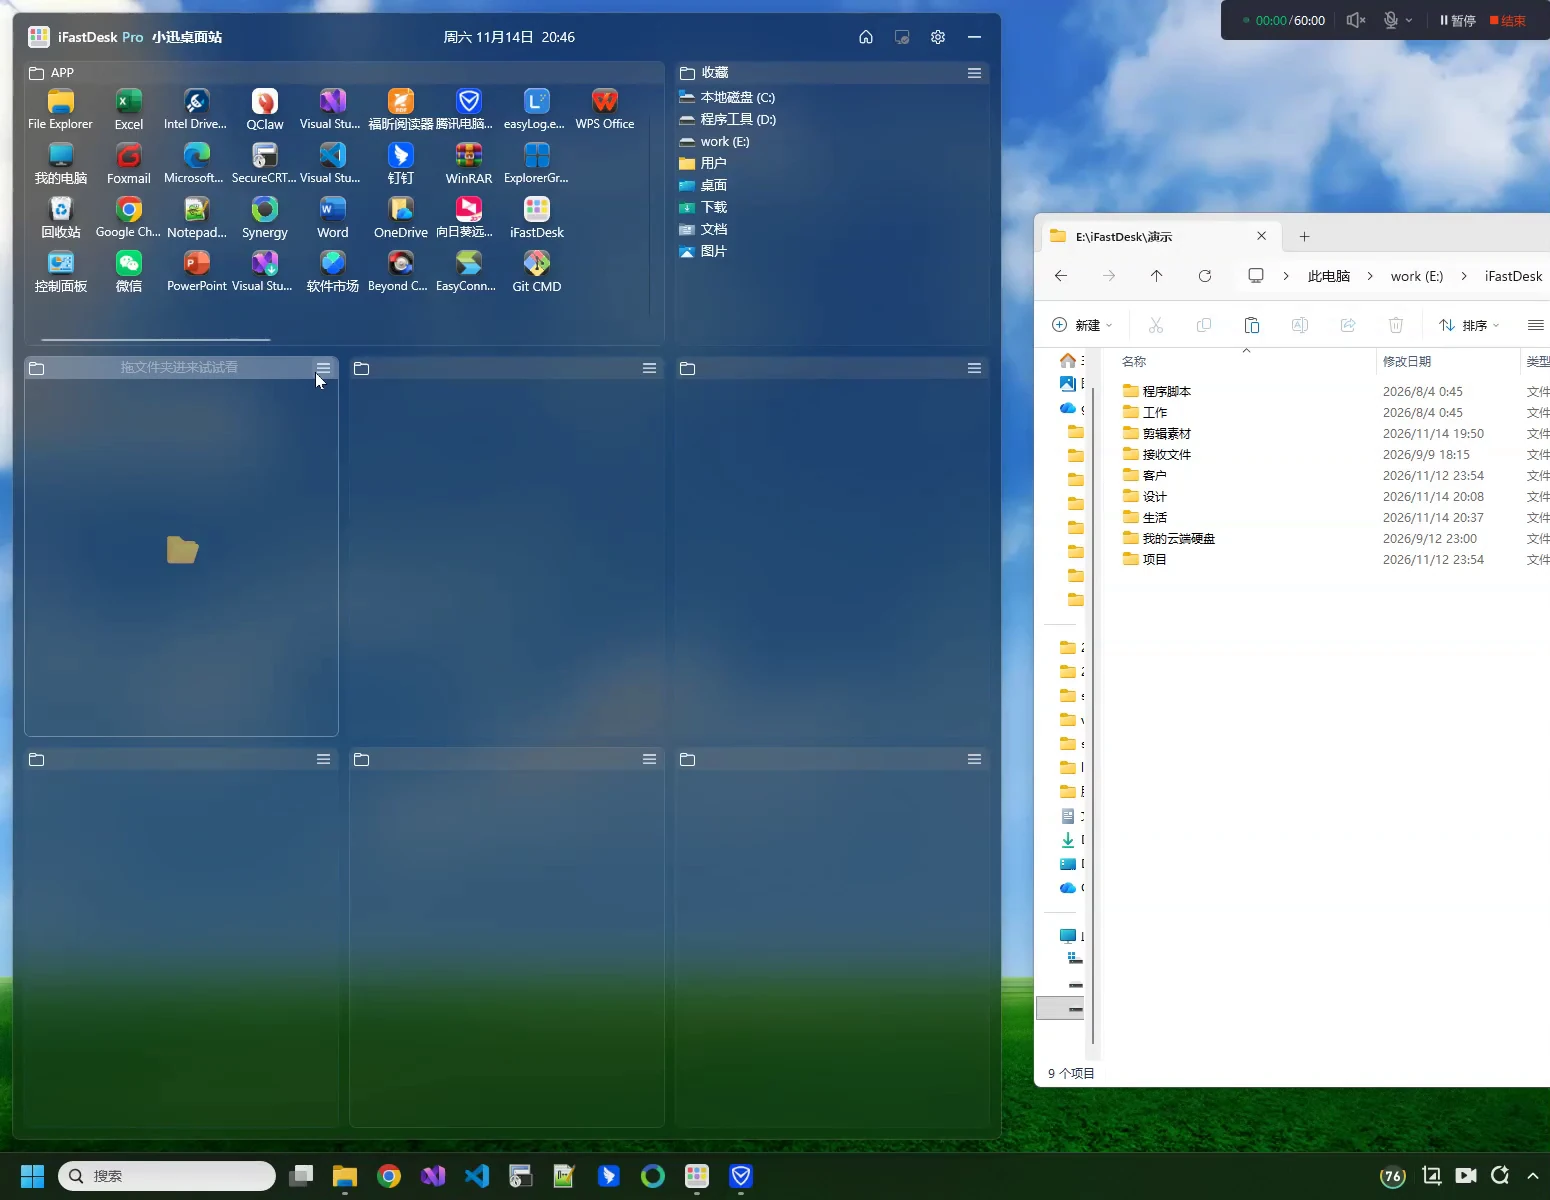 iFastDesk Pro 小迅桌面站
周六 11月14日 20:46
00:00/60:00
暂停
结束
APP
File Explorer
Excel
Intel Drive...
QClaw
Visual Stu...
福昕阅读器
腾讯电脑...
easyLog.e...
WPS Office
我的电脑
Foxmail
Microsoft...
SecureCRT...
Visual Stu...
钉钉
WinRAR
ExplorerGr...
回收站
Google Ch...
Notepad...
Synergy
Word
OneDrive
向日葵远...
iFastDesk
控制面板
微信
PowerPoint
Visual Stu...
软件市场
Beyond C...
EasyConn...
Git CMD
收藏
本地磁盘 (C:)
程序工具 (D:)
work (E:)
用户
桌面
下载
文档
图片
拖文件夹进来试试看
E:\iFastDesk\演示
此电脑
work (E:)
iFastDesk
新建
排序
名称
修改日期
类型
程序脚本 2026/8/4 0:45 文件
工作 2026/8/4 0:45 文件
剪辑素材 2026/11/14 19:50 文件
接收文件 2026/9/9 18:15 文件
客户 2026/11/12 23:54 文件
设计 2026/11/14 20:08 文件
生活 2026/11/14 20:37 文件
我的云端硬盘 2026/9/12 23:00 文件
项目 2026/11/12 23:54 文件
9 个项目
搜索
76